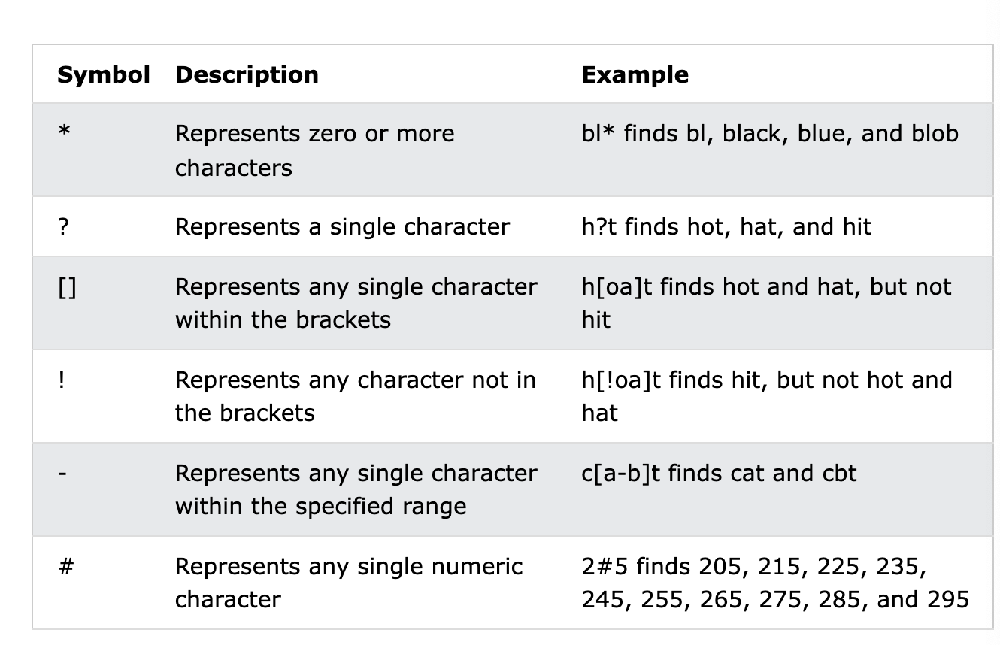 Symbol Description Example
* Represents zero or more bl* finds bl, black, blue, and blob
characters
? Represents a single character h?t finds hot, hat, and hit
[] Represents any single character h[oa]t finds hot and hat, but not
within the brackets hit
! Represents any character not in h[!oa]t finds hit, but not hot and
the brackets hat
- Represents any single character c[a-b]t finds cat and cbt
within the specified range
# Represents any single numeric 2#5 finds 205, 215, 225, 235,
character 245, 255, 265, 275, 285, and 295